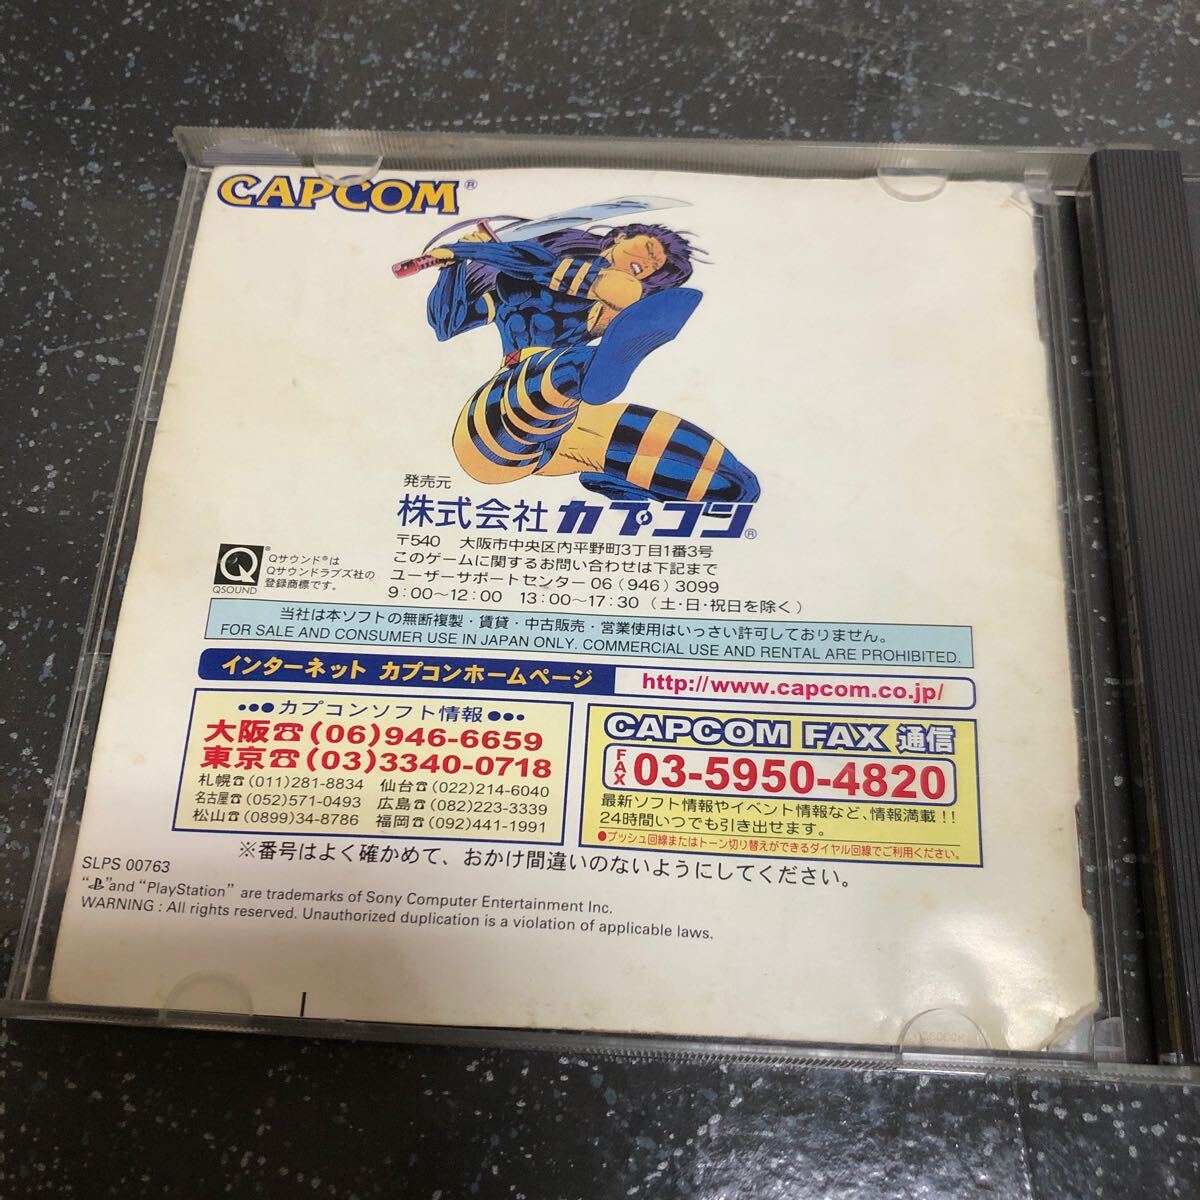 CAPCOM®
発売元
株式会社 カプコン®
〒540 大阪市中央区内平野町3丁目1番3号
このゲームに関するお問い合わせは下記まで
ユーザーサポートセンター 06(946)3099
9:00〜12:00 13:00〜17:30(土・日・祝日を除く)
Q ®
QSOUND
Qサウンド®は
Qサウンドラブズ社の
登録商標です。
当社は本ソフトの無断複製・賃貸・中古販売・営業使用はいっさい許可しておりません。
FOR SALE AND CONSUMER USE IN JAPAN ONLY. COMMERCIAL USE AND RENTAL ARE PROHIBITED.
インターネット カプコンホームページ http://www.capcom.co.jp/
•●●カプコンソフト情報●●•
大阪☎(06)946-6659
東京☎(03)3340-0718
札幌☎(011)281-8834 仙台☎(022)214-6040
名古屋☎(052)571-0493 広島☎(082)223-3339
松山☎(0899)34-8786 福岡☎(092)441-1991
CAPCOM FAX 通信
FAX 03-5950-4820
最新ソフト情報やイベント情報など、情報満載!!
24時間いつでも引き出せます。
●プッシュ回線またはトーン切り替えができるダイヤル回線でご利用ください。
※番号はよく確かめて、おかけ間違いのないようにしてください。
SLPS 00763
"PS"and "PlayStation" are trademarks of Sony Computer Entertainment Inc.
WARNING : All rights reserved. Unauthorized duplication is a violation of applicable laws.